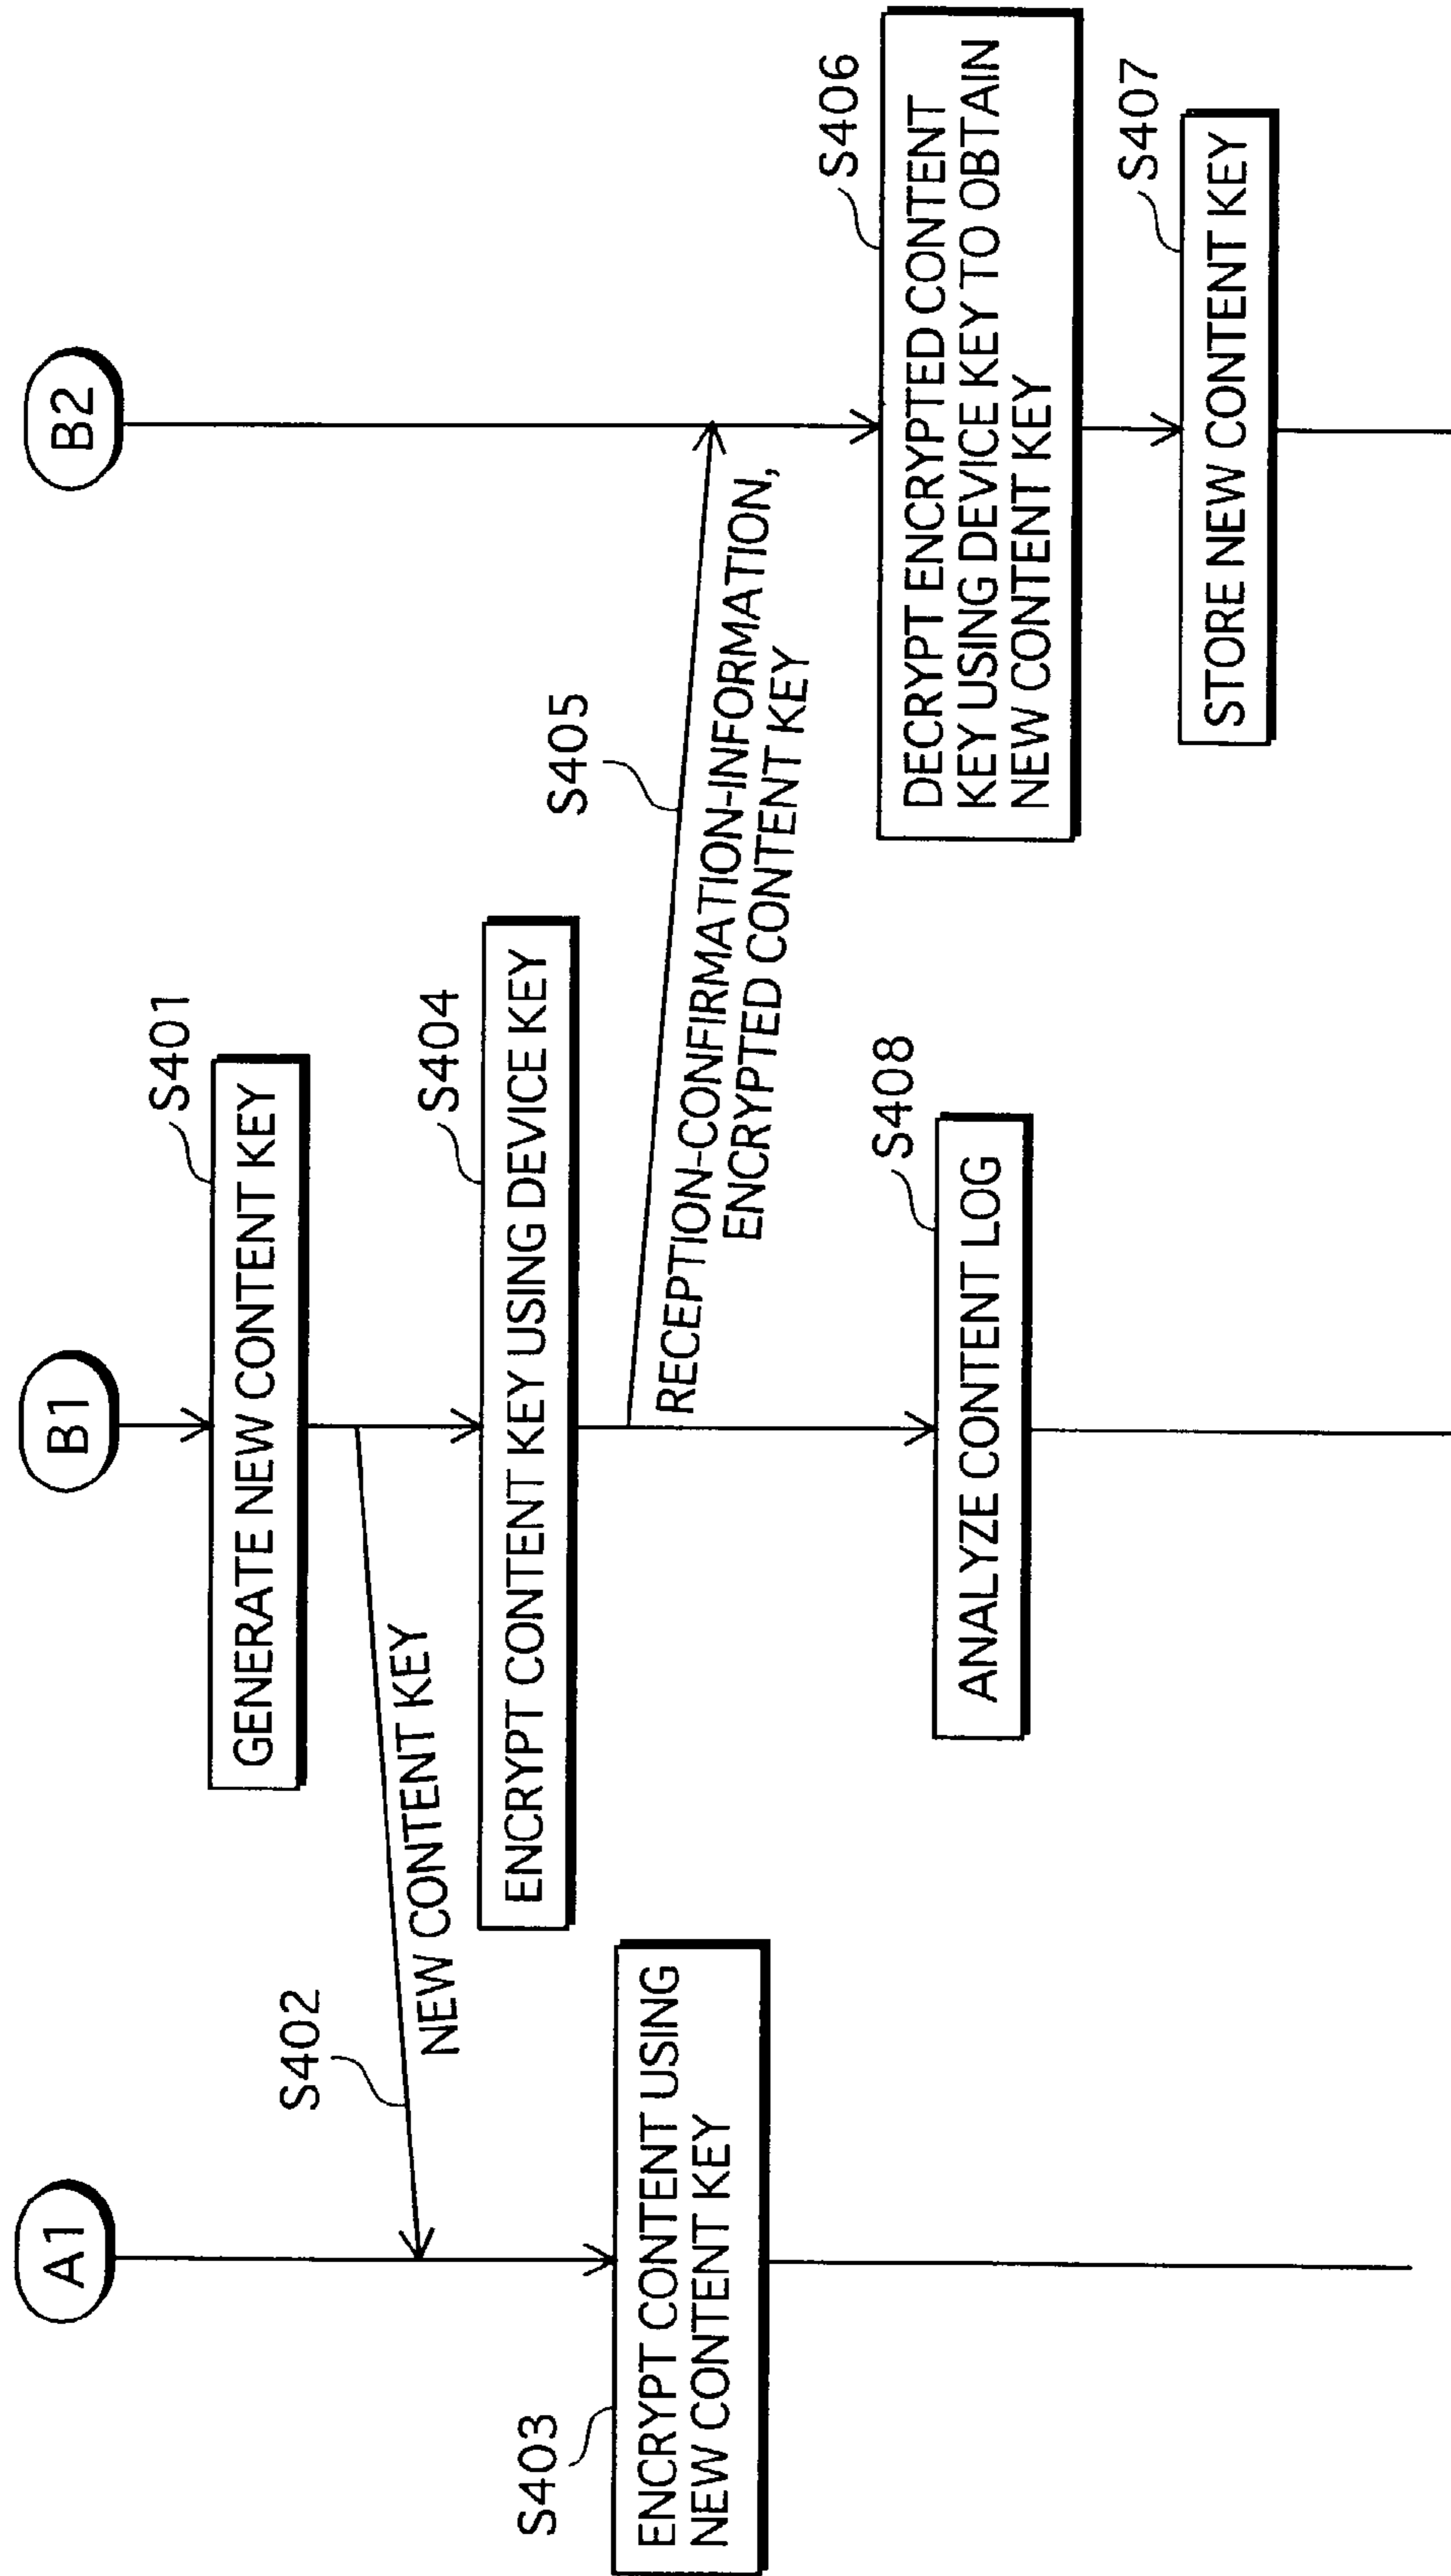 A1
B1
B2
S401
GENERATE NEW CONTENT KEY
S402
NEW CONTENT KEY
S403
ENCRYPT CONTENT USING
NEW CONTENT KEY
S404
ENCRYPT CONTENT KEY USING DEVICE KEY
S405
RECEPTION-CONFIRMATION-INFORMATION,
ENCRYPTED CONTENT KEY
S406
DECRYPT ENCRYPTED CONTENT
KEY USING DEVICE KEY TO OBTAIN
NEW CONTENT KEY
S407
STORE NEW CONTENT KEY
S408
ANALYZE CONTENT LOG